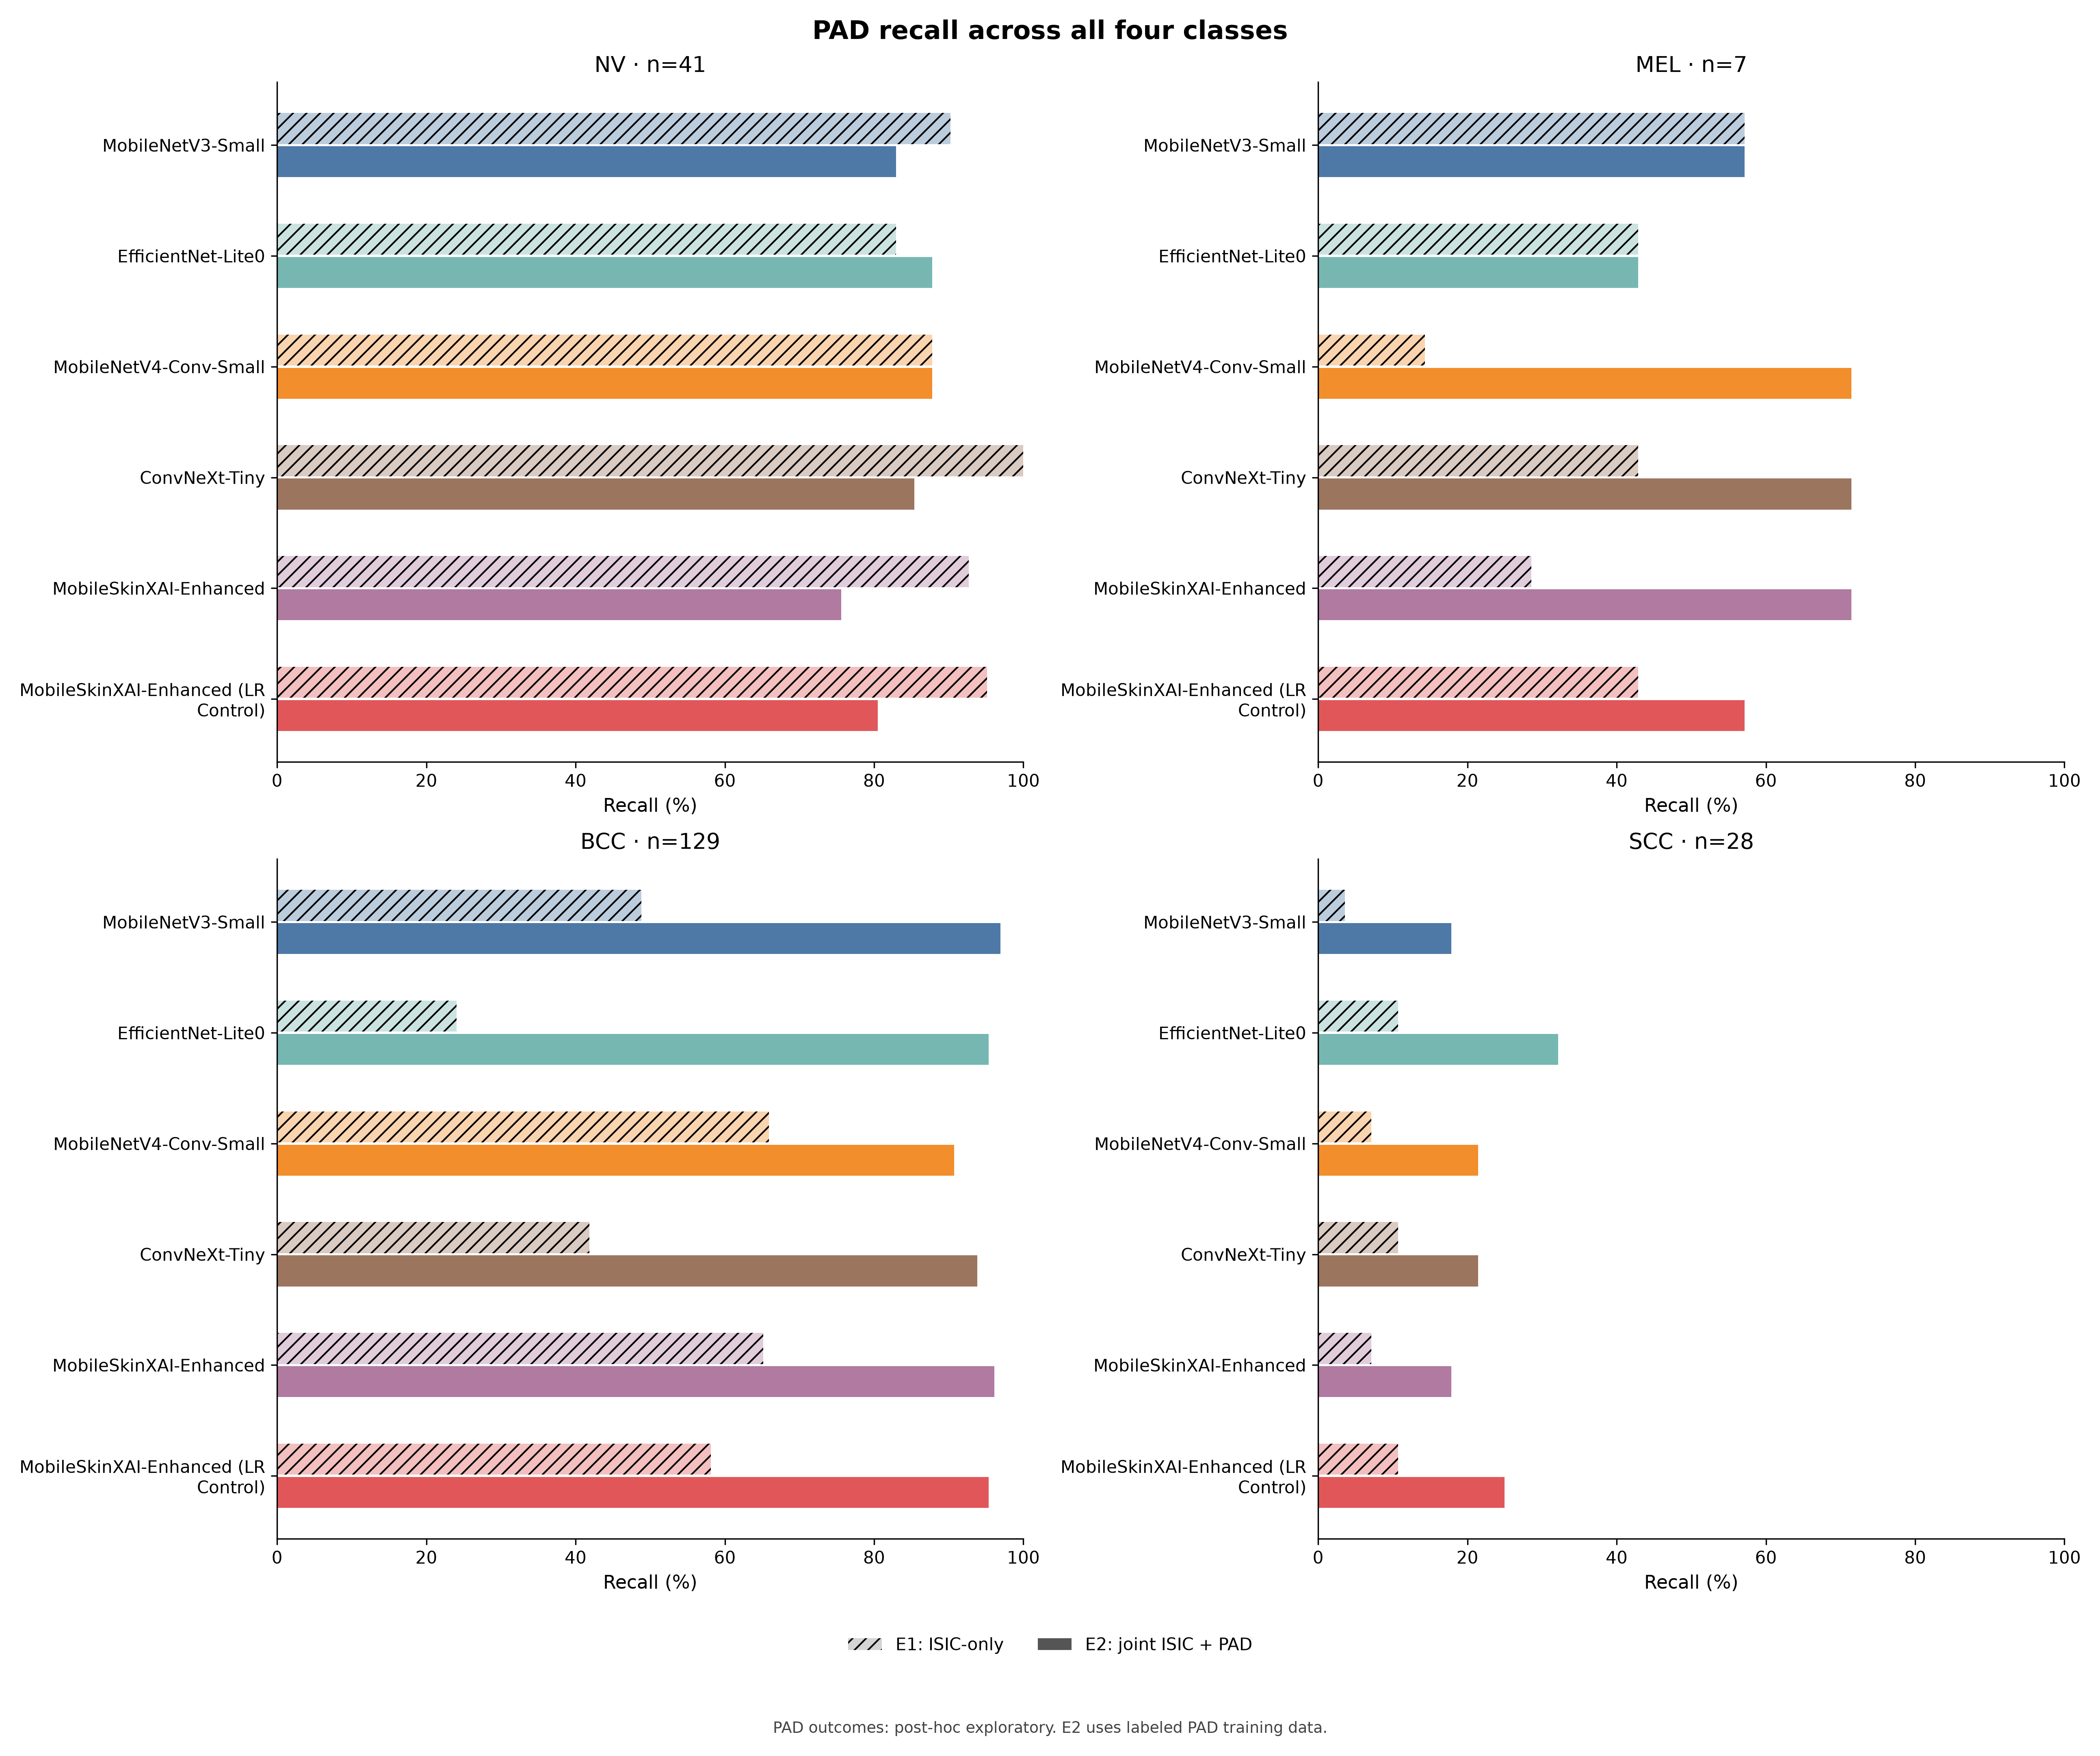 PAD recall across all four classes
NV · n=41
MobileNetV3-Small
EfficientNet-Lite0
MobileNetV4-Conv-Small
ConvNeXt-Tiny
MobileSkinXAI-Enhanced
MobileSkinXAI-Enhanced (LR
Control)
0 20 40 60 80 100
Recall (%)
MEL · n=7
MobileNetV3-Small
EfficientNet-Lite0
MobileNetV4-Conv-Small
ConvNeXt-Tiny
MobileSkinXAI-Enhanced
MobileSkinXAI-Enhanced (LR
Control)
0 20 40 60 80 100
Recall (%)
BCC · n=129
MobileNetV3-Small
EfficientNet-Lite0
MobileNetV4-Conv-Small
ConvNeXt-Tiny
MobileSkinXAI-Enhanced
MobileSkinXAI-Enhanced (LR
Control)
0 20 40 60 80 100
Recall (%)
SCC · n=28
MobileNetV3-Small
EfficientNet-Lite0
MobileNetV4-Conv-Small
ConvNeXt-Tiny
MobileSkinXAI-Enhanced
MobileSkinXAI-Enhanced (LR
Control)
0 20 40 60 80 100
Recall (%)
E1: ISIC-only E2: joint ISIC + PAD
PAD outcomes: post-hoc exploratory. E2 uses labeled PAD training data.